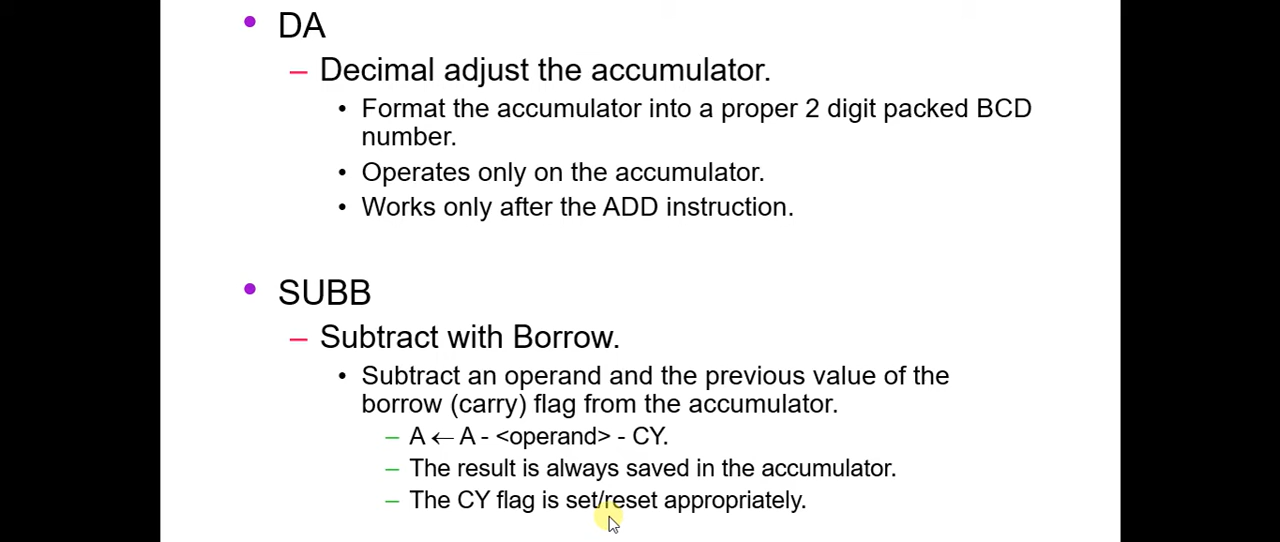 • DA
– Decimal adjust the accumulator.
• Format the accumulator into a proper 2 digit packed BCD
number.
• Operates only on the accumulator.
• Works only after the ADD instruction.
• SUBB
– Subtract with Borrow.
• Subtract an operand and the previous value of the
borrow (carry) flag from the accumulator.
– A ← A - <operand> - CY.
– The result is always saved in the accumulator.
– The CY flag is set/reset appropriately.